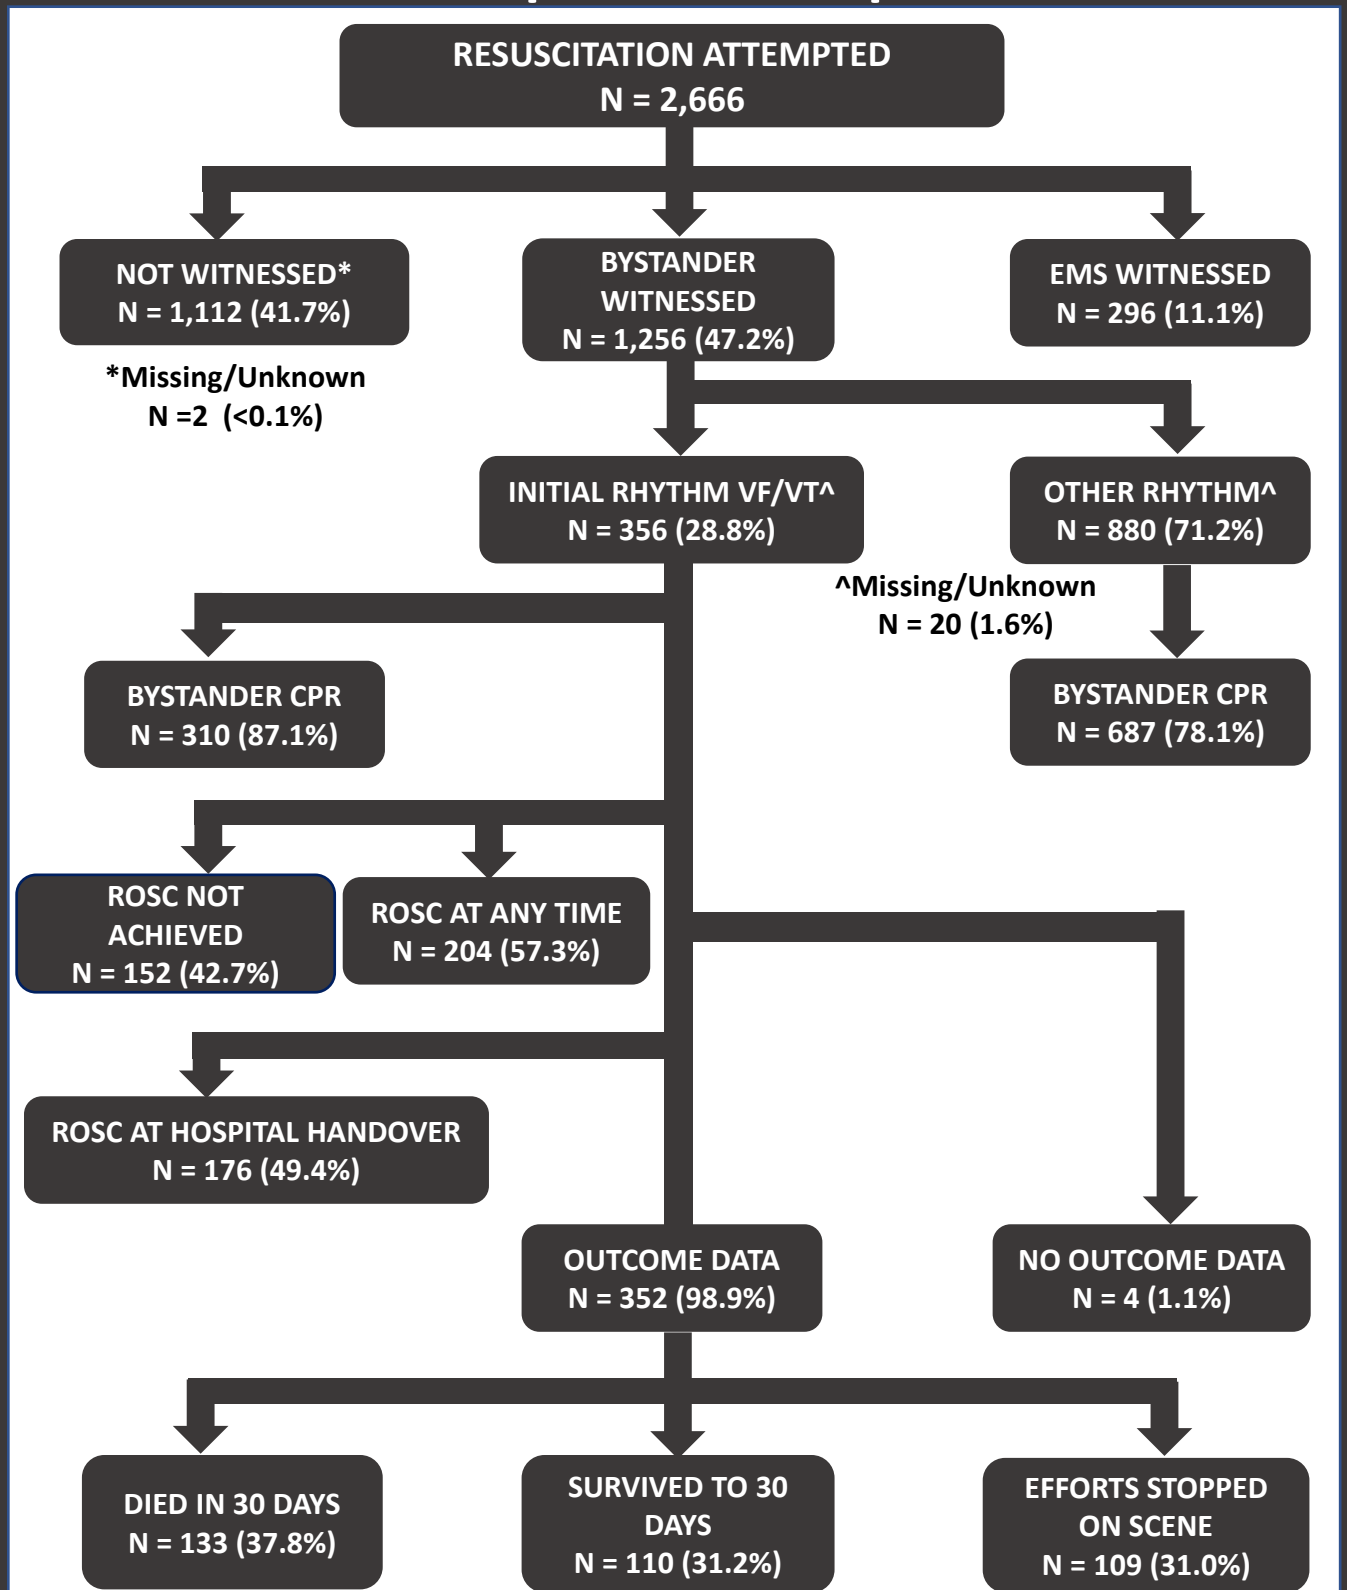 RESUSCITATION ATTEMPTED
N = 2,666
NOT WITNESSED*
N = 1,112 (41.7%)
*Missing/Unknown
N =2 (<0.1%)
BYSTANDER
WITNESSED
N = 1,256 (47.2%)
EMS WITNESSED
N = 296 (11.1%)
INITIAL RHYTHM VF/VT^
N = 356 (28.8%)
OTHER RHYTHM^
N = 880 (71.2%)
^Missing/Unknown
N = 20 (1.6%)
BYSTANDER CPR
N = 310 (87.1%)
BYSTANDER CPR
N = 687 (78.1%)
ROSC NOT
ACHIEVED
N = 152 (42.7%)
ROSC AT ANY TIME
N = 204 (57.3%)
ROSC AT HOSPITAL HANDOVER
N = 176 (49.4%)
OUTCOME DATA
N = 352 (98.9%)
NO OUTCOME DATA
N = 4 (1.1%)
DIED IN 30 DAYS
N = 133 (37.8%)
SURVIVED TO 30
DAYS
N = 110 (31.2%)
EFFORTS STOPPED
ON SCENE
N = 109 (31.0%)